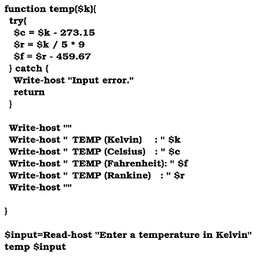 function temp($k){
try{
$c = $k - 273.15
$r = $k / 5 * 9
$f = $r - 459.67
} catch {
Write-host "Input error."
return
}
Write-host ""
Write-host " TEMP (Kelvin) : " $k
Write-host " TEMP (Celsius) : " $c
Write-host " TEMP (Fahrenheit): " $f
Write-host " TEMP (Rankine) : " $r
Write-host ""
}
$input=Read-host "Enter a temperature in Kelvin"
temp $input